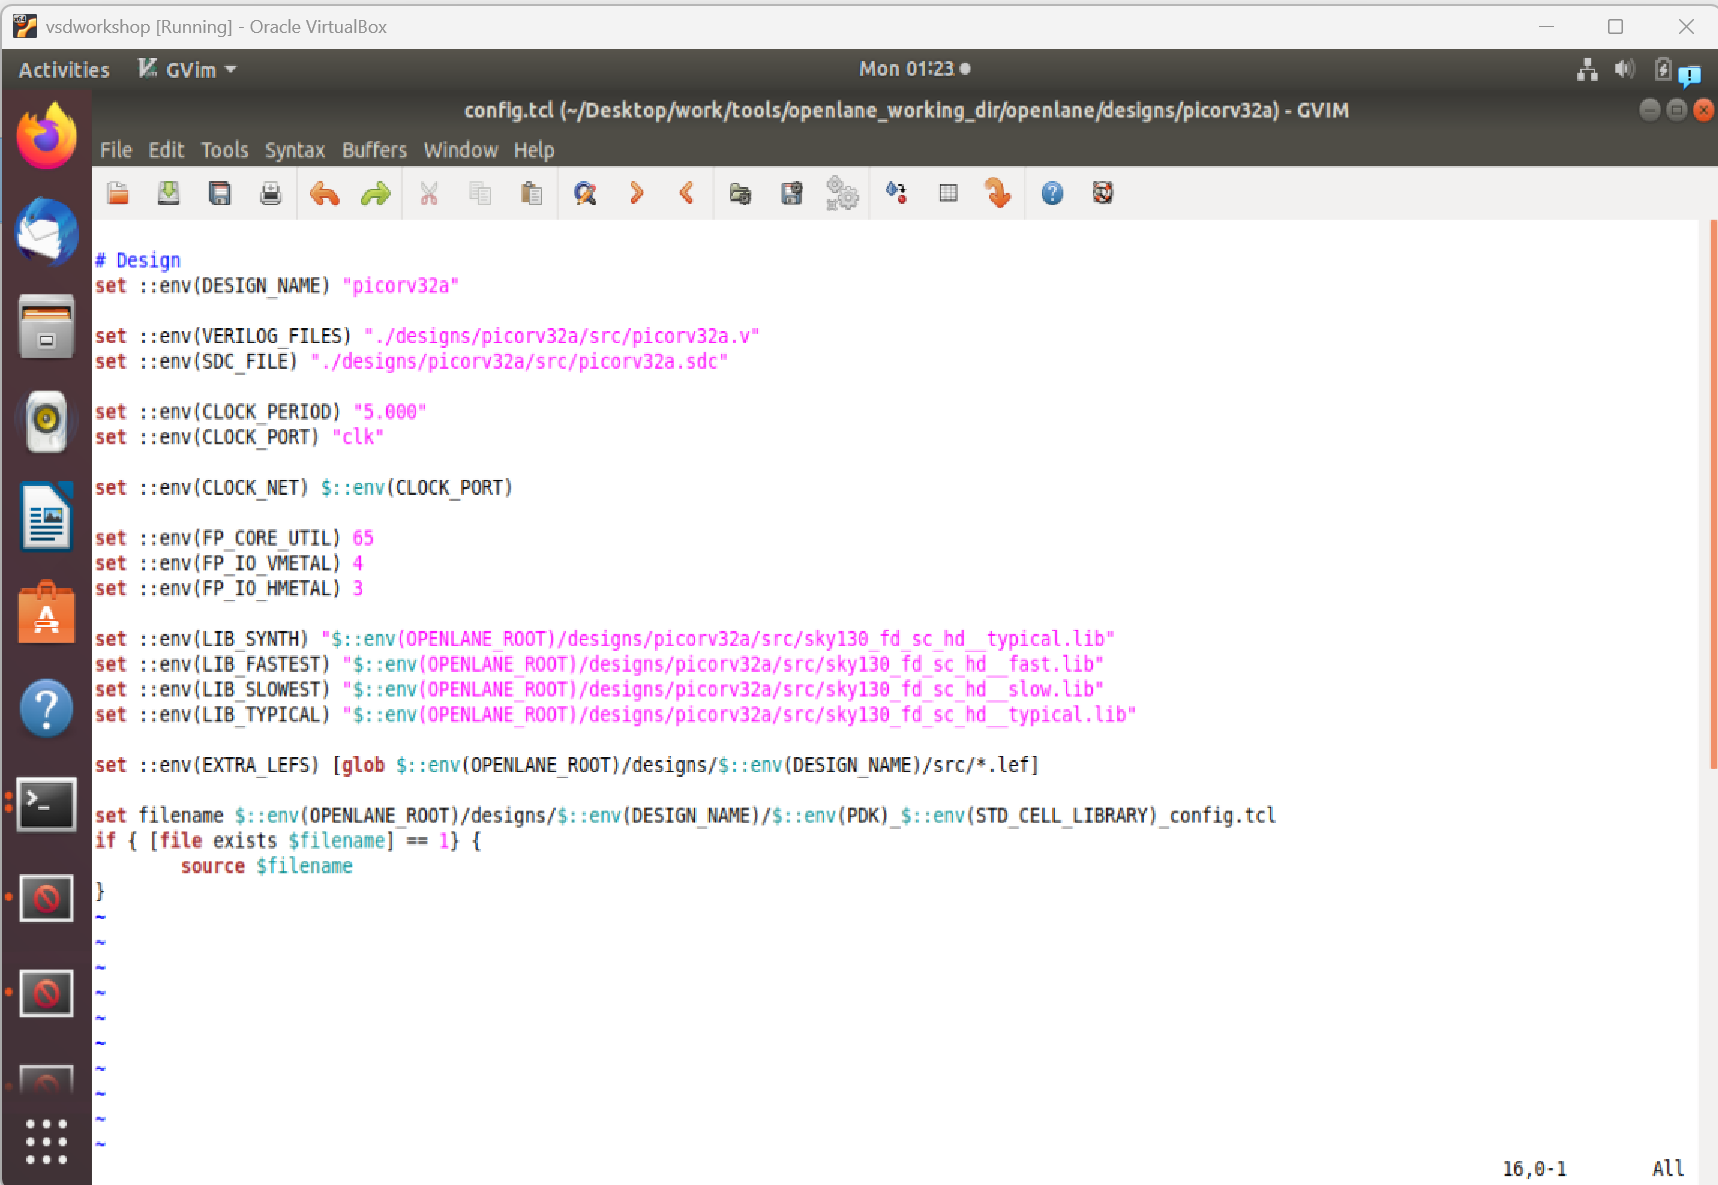 vsdworkshop [Running] - Oracle VirtualBox
Activities GVim Mon 01:23
config.tcl (~/Desktop/work/tools/openlane_working_dir/openlane/designs/picorv32a) - GVIM
File Edit Tools Syntax Buffers Window Help
# Design
set ::env(DESIGN_NAME) "picorv32a"
set ::env(VERILOG_FILES) "./designs/picorv32a/src/picorv32a.v"
set ::env(SDC_FILE) "./designs/picorv32a/src/picorv32a.sdc"
set ::env(CLOCK_PERIOD) "5.000"
set ::env(CLOCK_PORT) "clk"
set ::env(CLOCK_NET) $::env(CLOCK_PORT)
set ::env(FP_CORE_UTIL) 65
set ::env(FP_IO_VMETAL) 4
set ::env(FP_IO_HMETAL) 3
set ::env(LIB_SYNTH) "$::env(OPENLANE_ROOT)/designs/picorv32a/src/sky130_fd_sc_hd__typical.lib"
set ::env(LIB_FASTEST) "$::env(OPENLANE_ROOT)/designs/picorv32a/src/sky130_fd_sc_hd__fast.lib"
set ::env(LIB_SLOWEST) "$::env(OPENLANE_ROOT)/designs/picorv32a/src/sky130_fd_sc_hd__slow.lib"
set ::env(LIB_TYPICAL) "$::env(OPENLANE_ROOT)/designs/picorv32a/src/sky130_fd_sc_hd__typical.lib"
set ::env(EXTRA_LEFS) [glob $::env(OPENLANE_ROOT)/designs/$::env(DESIGN_NAME)/src/*.lef]
set filename $::env(OPENLANE_ROOT)/designs/$::env(DESIGN_NAME)/$::env(PDK)_$::env(STD_CELL_LIBRARY)_config.tcl
if { [file exists $filename] == 1} {
source $filename
}
~
~
~
~
~
~
~
~
~
~
16,0-1 All